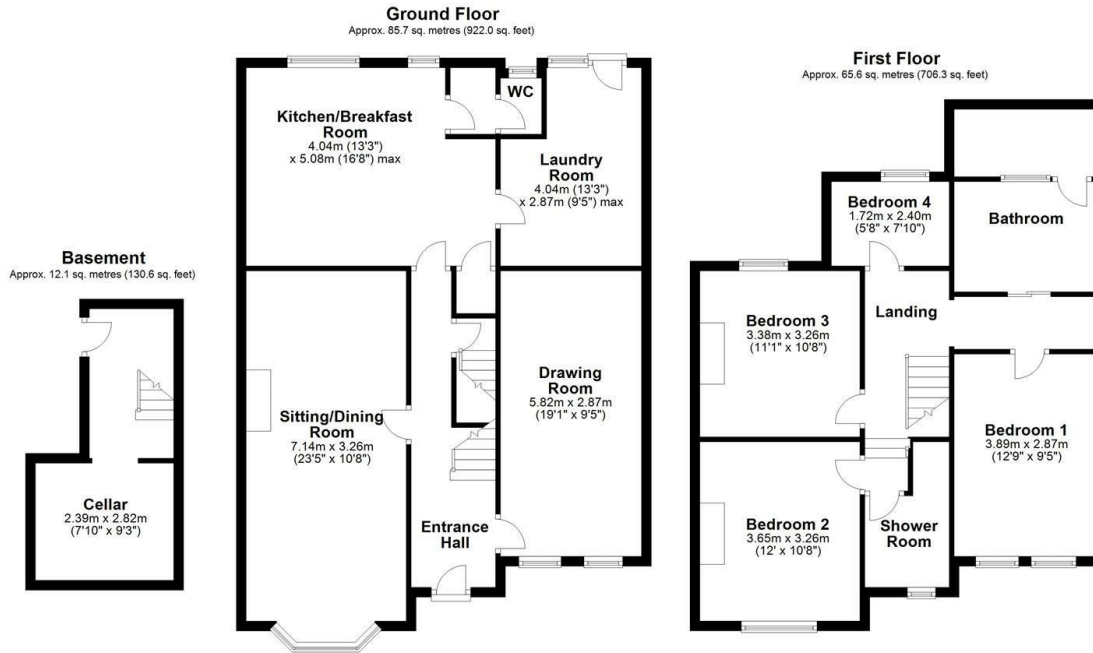 Ground Floor
Approx. 85.7 sq. metres (922.0 sq. feet)
Kitchen/Breakfast
Room
4.04m (13'3")
x 5.08m (16'8") max
WC
Laundry
Room
4.04m (13'3")
x 2.87m (9'5") max
Sitting/Dining
Room
7.14m x 3.26m
(23'5" x 10'8")
Drawing
Room
5.82m x 2.87m
(19'1" x 9'5")
Entrance
Hall
Basement
Approx. 12.1 sq. metres (130.6 sq. feet)
Cellar
2.39m x 2.82m
(7'10" x 9'3")
First Floor
Approx. 65.6 sq. metres (706.3 sq. feet)
Bedroom 4
1.72m x 2.40m
(5'8" x 7'10")
Bathroom
Bedroom 3
3.38m x 3.26m
(11'1" x 10'8")
Landing
Bedroom 1
3.89m x 2.87m
(12'9" x 9'5")
Bedroom 2
3.65m x 3.26m
(12' x 10'8")
Shower
Room